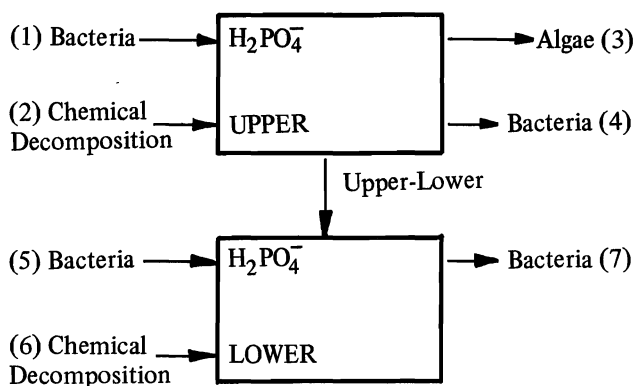 (1) Bacteria
H₂PO₄⁻
Algae (3)
(2) Chemical
Decomposition
UPPER
Bacteria (4)
Upper-Lower
(5) Bacteria
H₂PO₄⁻
Bacteria (7)
(6) Chemical
Decomposition
LOWER